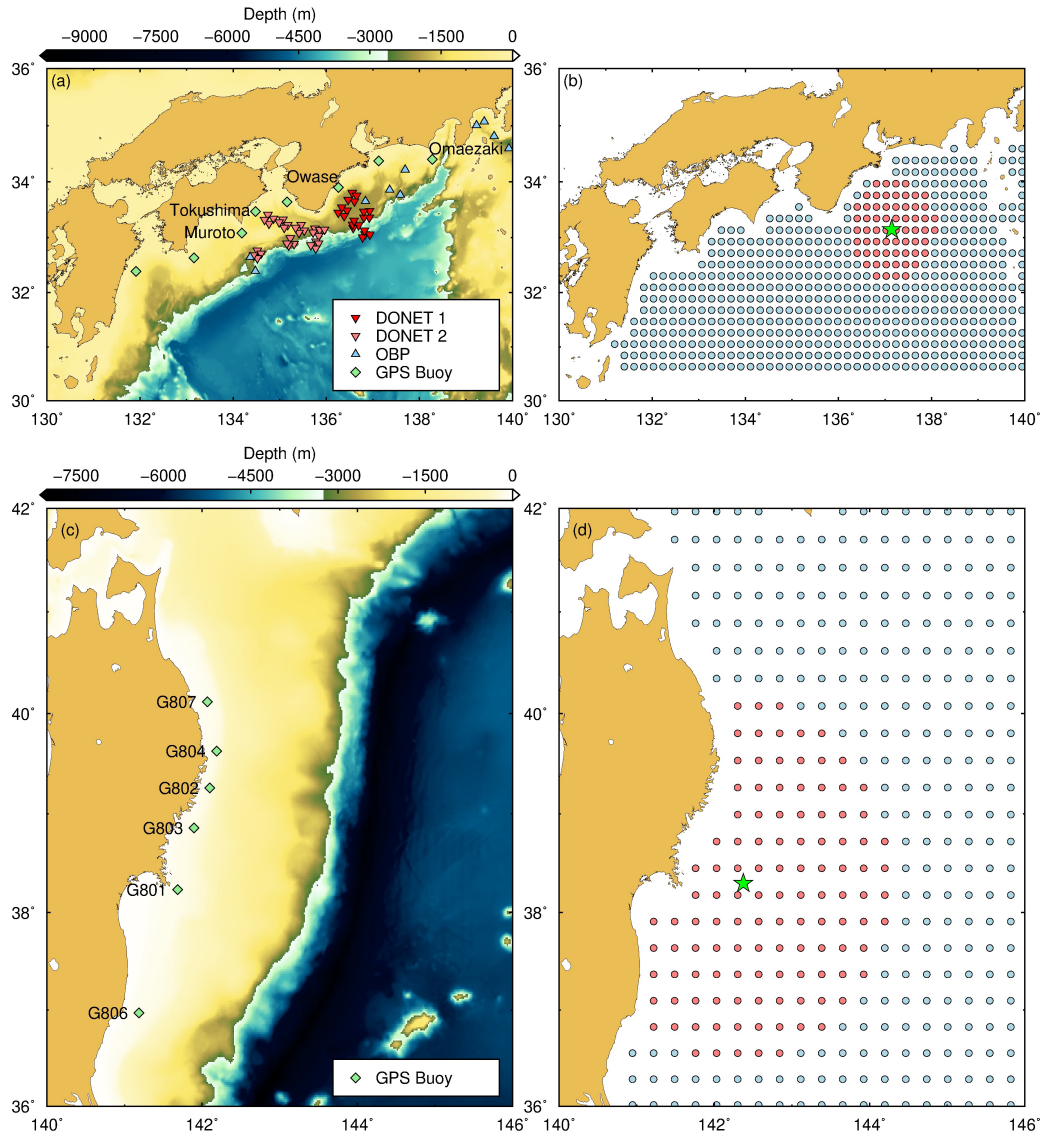 Depth (m)
−9000 −7500 −6000 −4500 −3000 −1500 0
36˚ (a) 36˚ (b)
Omaezaki
34˚ Owase 34˚
Tokushima
Muroto
32˚ 32˚
DONET 1
DONET 2
OBP
GPS Buoy
30˚ 30˚
130˚ 132˚ 134˚ 136˚ 138˚ 140˚ 130˚ 132˚ 134˚ 136˚ 138˚ 140˚
Depth (m)
−7500 −6000 −4500 −3000 −1500 0
42˚ (c) 42˚ (d)
G807
40˚ 40˚
G804
G802
G803
G801
38˚ 38˚
G806
GPS Buoy
36˚ 36˚
140˚ 142˚ 144˚ 146˚ 140˚ 142˚ 144˚ 146˚